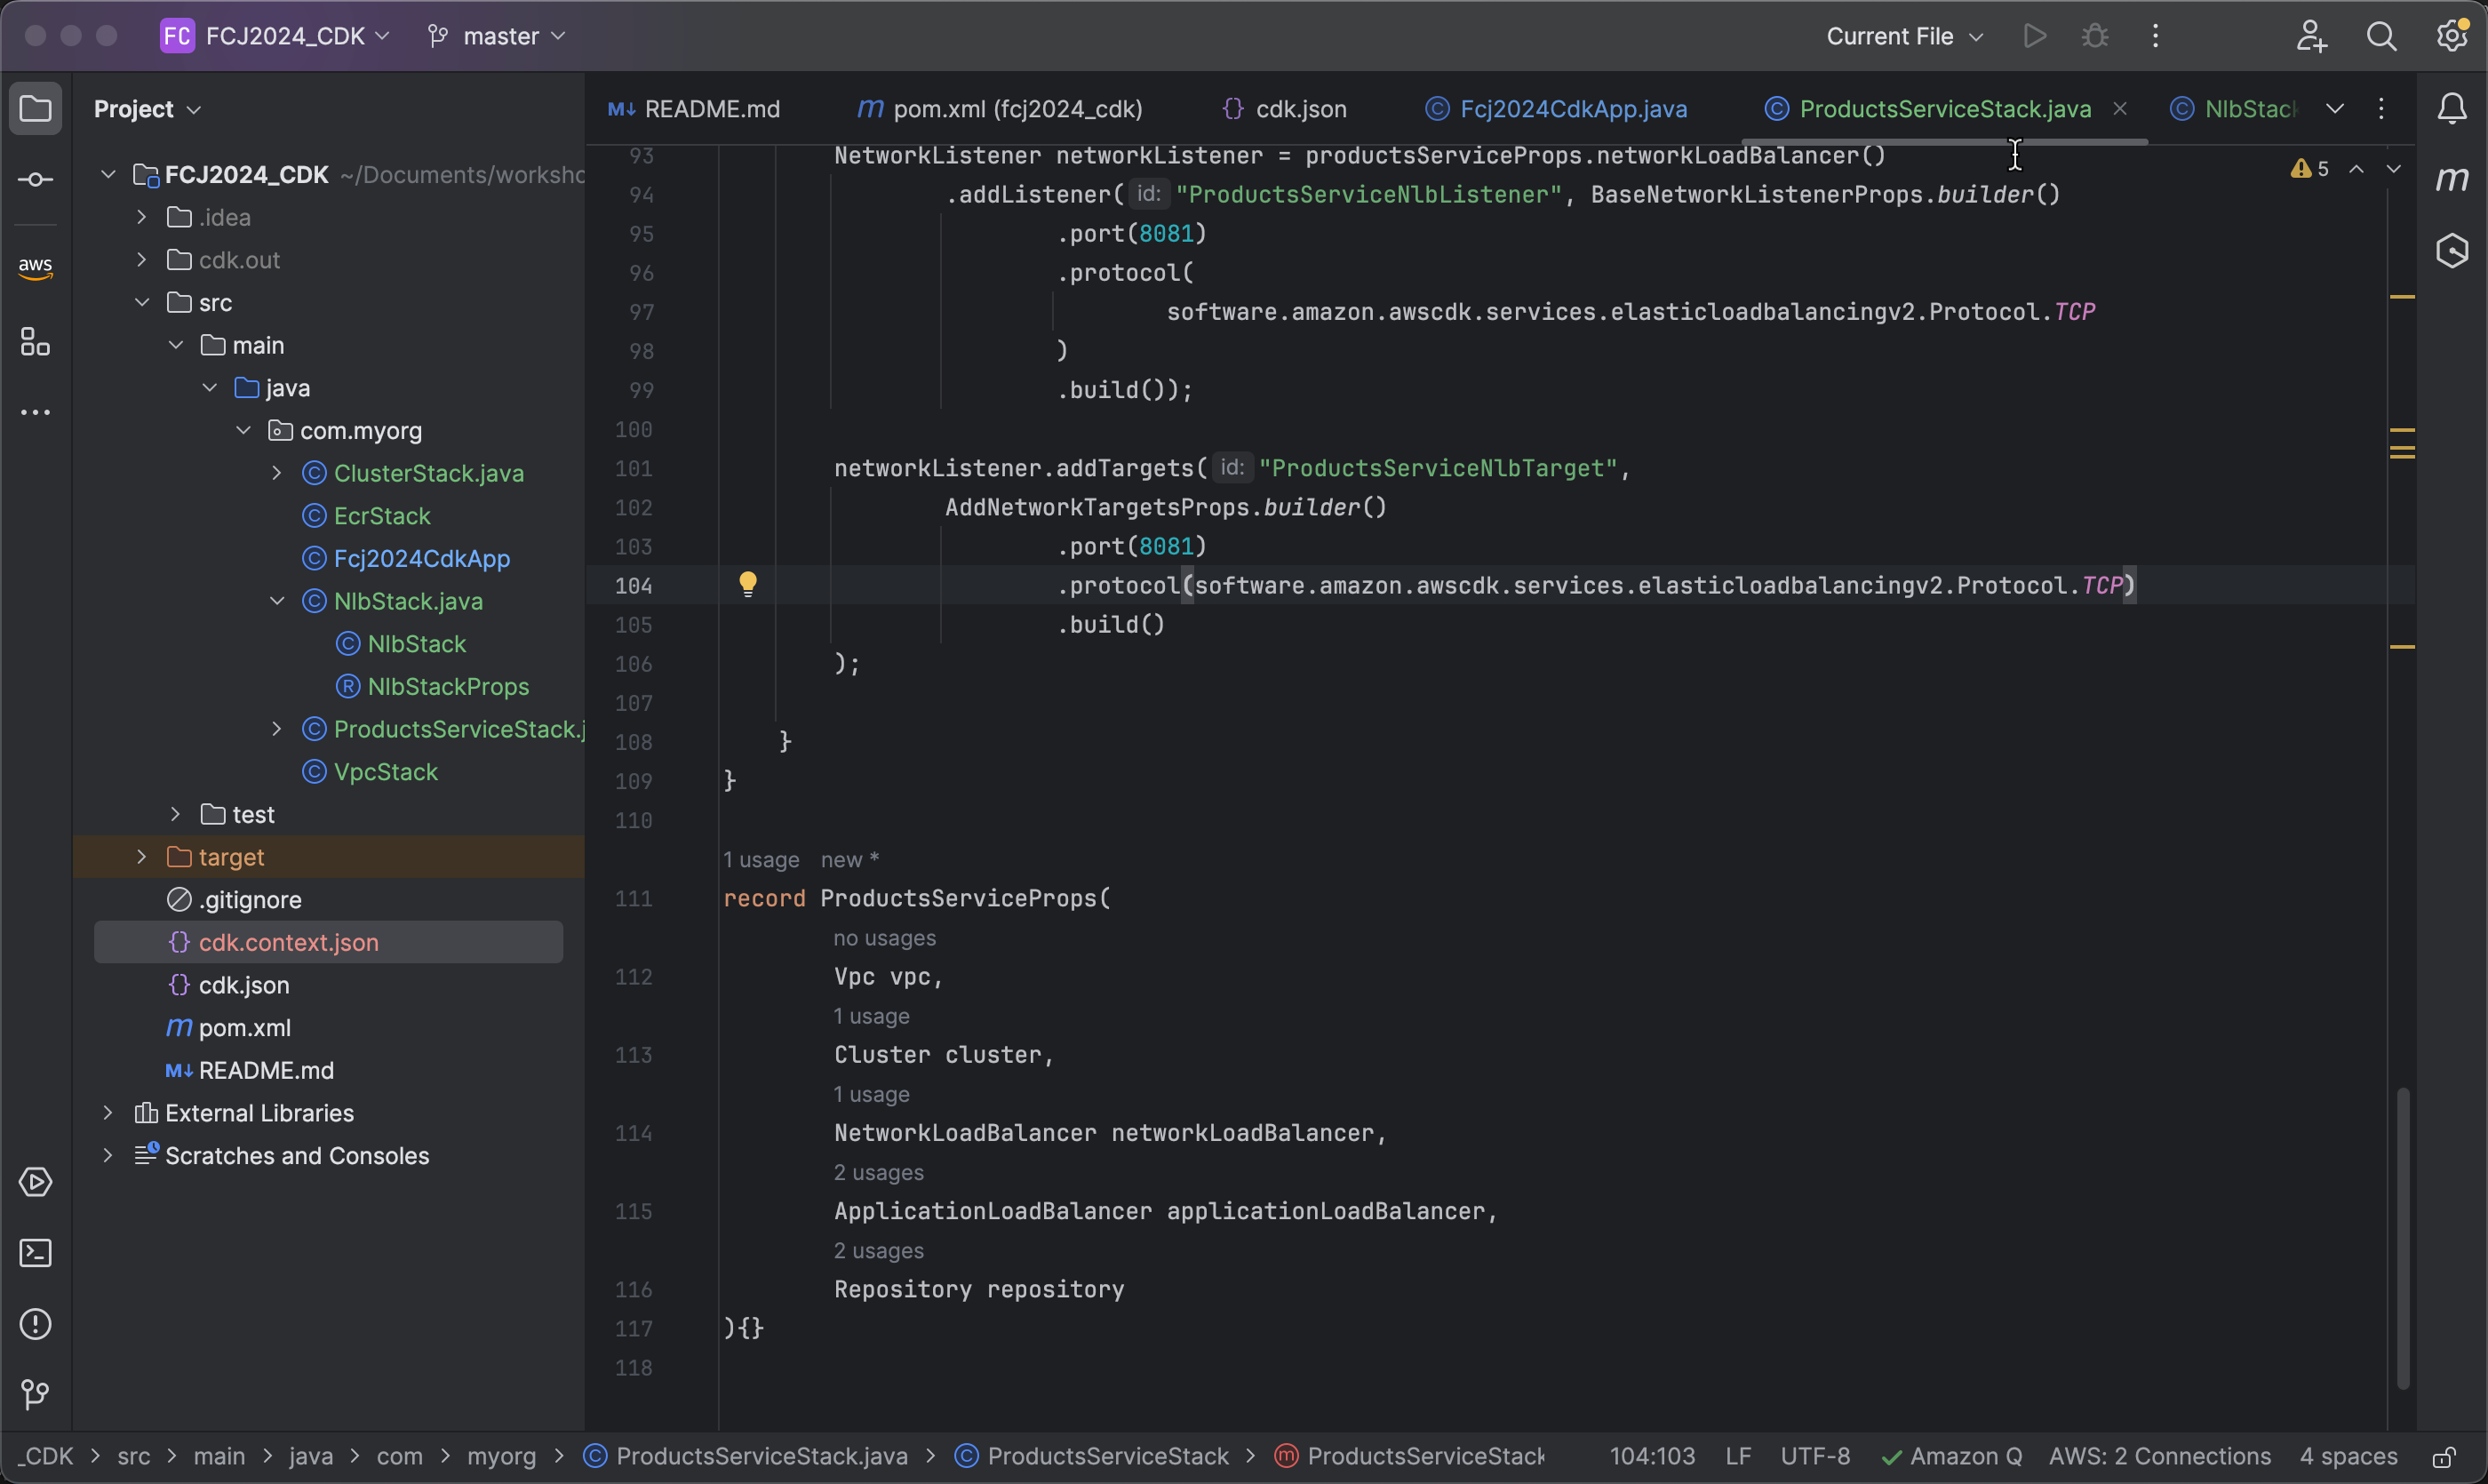 FC FCJ2024_CDK master Current File
Project
FCJ2024_CDK ~/Documents/worksho
.idea
cdk.out
src
main
java
com.myorg
ClusterStack.java
EcrStack
Fcj2024CdkApp
NlbStack.java
NlbStack
NlbStackProps
ProductsServiceStack.j
VpcStack
test
target
.gitignore
cdk.context.json
cdk.json
pom.xml
README.md
External Libraries
Scratches and Consoles
aws
README.md pom.xml (fcj2024_cdk) cdk.json Fcj2024CdkApp.java ProductsServiceStack.java NlbStack
5
93 NetworkListener networkListener = productsServiceProps.networkLoadBalancer()
94 .addListener( id: "ProductsServiceNlbListener", BaseNetworkListenerProps.builder()
95 .port(8081)
96 .protocol(
97 software.amazon.awscdk.services.elasticloadbalancingv2.Protocol.TCP
98 )
99 .build());
100
101 networkListener.addTargets( id: "ProductsServiceNlbTarget",
102 AddNetworkTargetsProps.builder()
103 .port(8081)
104 .protocol(software.amazon.awscdk.services.elasticloadbalancingv2.Protocol.TCP)
105 .build()
106 );
107
108 }
109 }
110
1 usage new *
111 record ProductsServiceProps(
no usages
112 Vpc vpc,
1 usage
113 Cluster cluster,
1 usage
114 NetworkLoadBalancer networkLoadBalancer,
2 usages
115 ApplicationLoadBalancer applicationLoadBalancer,
2 usages
116 Repository repository
117 ){}
118
_CDK > src > main > java > com > myorg > ProductsServiceStack.java > ProductsServiceStack > ProductsServiceStack 104:103 LF UTF-8 Amazon Q AWS: 2 Connections 4 spaces